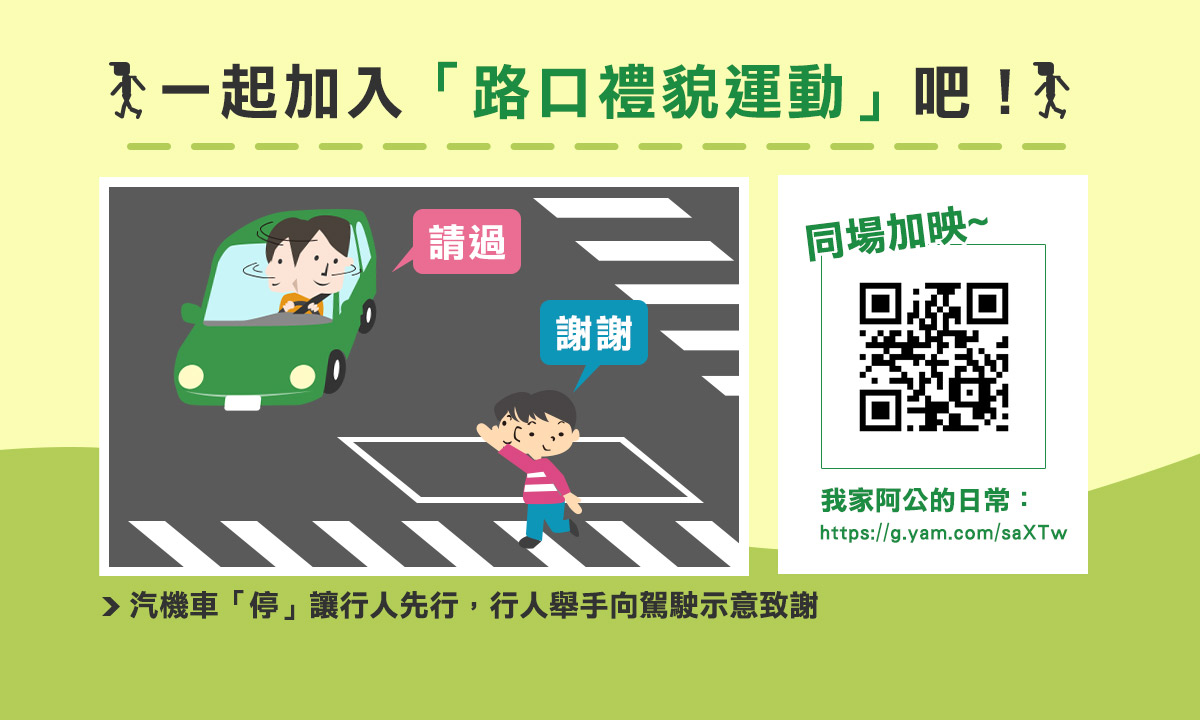 一起加入「路口禮貌運動」吧！
請過
謝謝
同場加映~
我家阿公的日常：
https://g.yam.com/saXTw
汽機車「停」讓行人先行，行人舉手向駕駛示意致謝